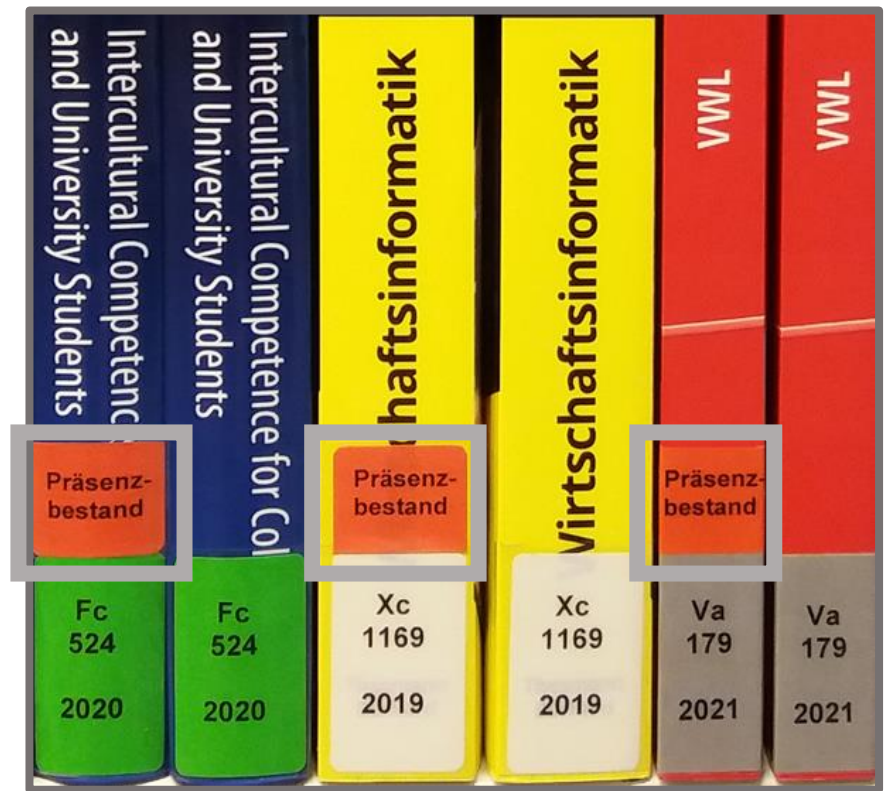 Intercultural Competence
and University Students
Präsenz-
bestand
Fc
524
2020
Intercultural Competence for Col
and University Students
Fc
524
2020
haftsinformatik
Präsenz-
bestand
Xc
1169
2019
Wirtschaftsinformatik
Xc
1169
2019
VWL
Präsenz-
bestand
Va
179
2021
VWL
Va
179
2021